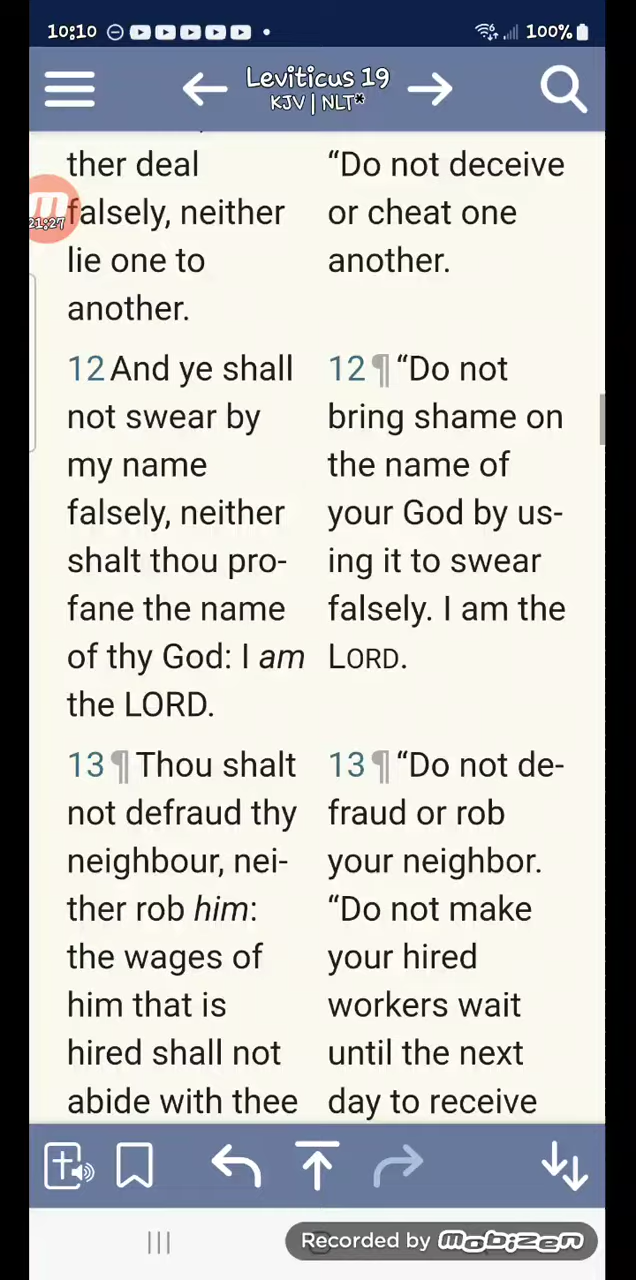 10:10
100%
Leviticus 19
KJV | NLT*
21:27
ther deal
falsely, neither
lie one to
another.
12 And ye shall
not swear by
my name
falsely, neither
shalt thou pro-
fane the name
of thy God: I am
the LORD.
13 ¶ Thou shalt
not defraud thy
neighbour, nei-
ther rob him:
the wages of
him that is
hired shall not
abide with thee
“Do not deceive
or cheat one
another.
12 ¶ “Do not
bring shame on
the name of
your God by us-
ing it to swear
falsely. I am the
LORD.
13 ¶ “Do not de-
fraud or rob
your neighbor.
“Do not make
your hired
workers wait
until the next
day to receive
Recorded by mobizen